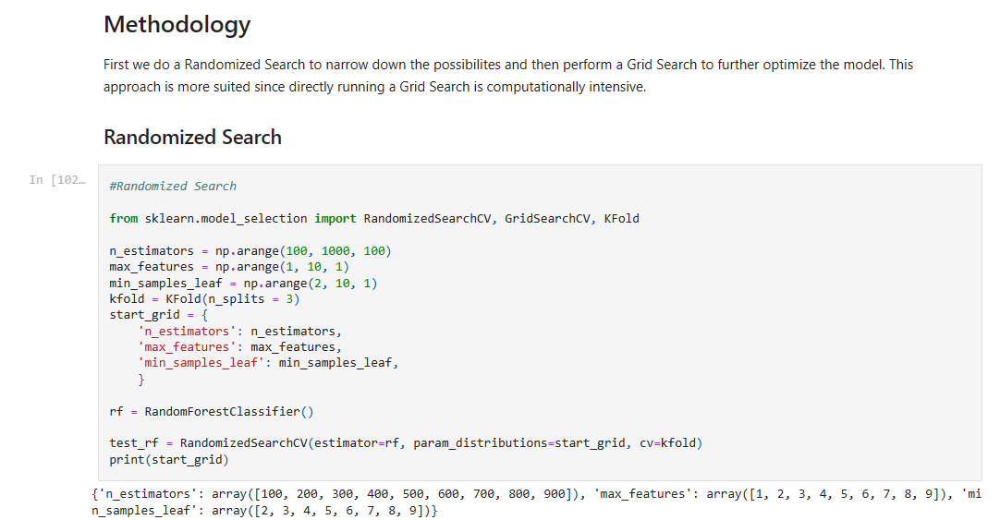 Methodology
First we do a Randomized Search to narrow down the possibilites and then perform a Grid Search to further optimize the model. This
approach is more suited since directly running a Grid Search is computationally intensive.
Randomized Search
In [102…
#Randomized Search
from sklearn.model_selection import RandomizedSearchCV, GridSearchCV, KFold
n_estimators = np.arange(100, 1000, 100)
max_features = np.arange(1, 10, 1)
min_samples_leaf = np.arange(2, 10, 1)
kfold = KFold(n_splits = 3)
start_grid = {
    'n_estimators': n_estimators,
    'max_features': max_features,
    'min_samples_leaf': min_samples_leaf,
    }
rf = RandomForestClassifier()
test_rf = RandomizedSearchCV(estimator=rf, param_distributions=start_grid, cv=kfold)
print(start_grid)
{'n_estimators': array([100, 200, 300, 400, 500, 600, 700, 800, 900]), 'max_features': array([1, 2, 3, 4, 5, 6, 7, 8, 9]), 'mi
n_samples_leaf': array([2, 3, 4, 5, 6, 7, 8, 9])}